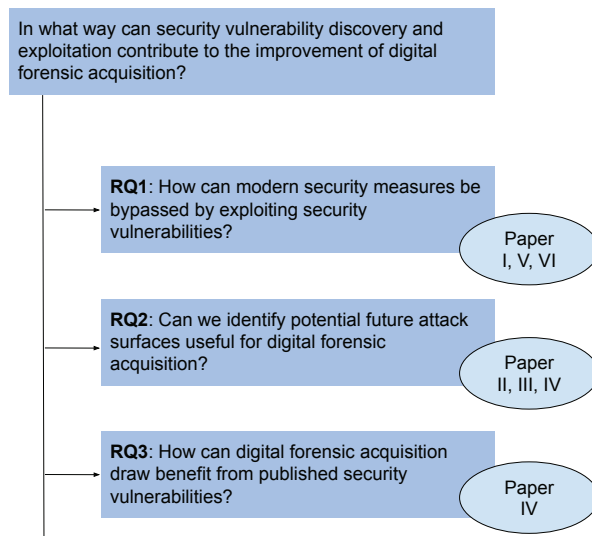 In what way can security vulnerability discovery and
exploitation contribute to the improvement of digital
forensic acquisition?
RQ1: How can modern security measures be
bypassed by exploiting security
vulnerabilities?
Paper
I, V, VI
RQ2: Can we identify potential future attack
surfaces useful for digital forensic
acquisition?
Paper
II, III, IV
RQ3: How can digital forensic acquisition
draw benefit from published security
vulnerabilities?
Paper
IV